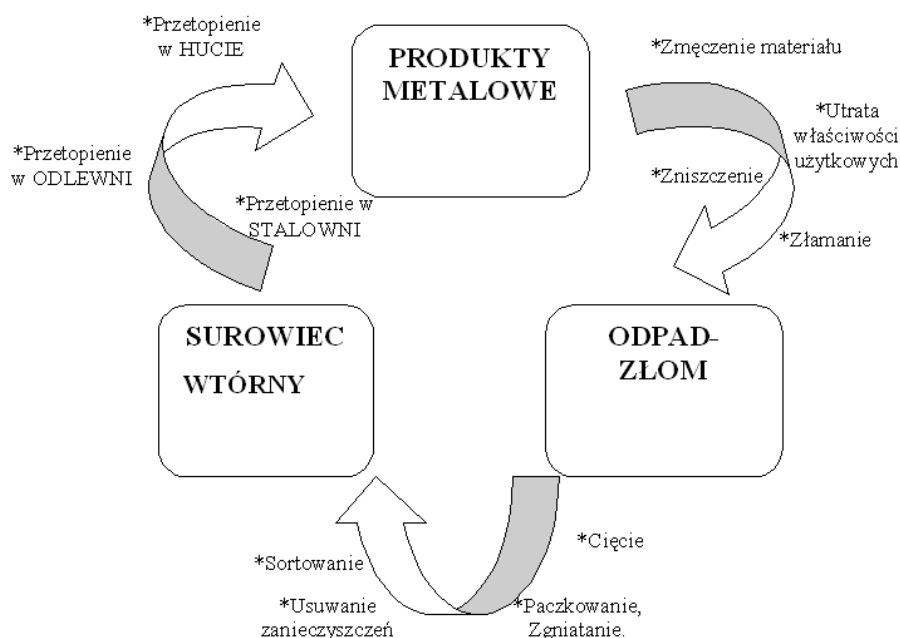 *Przetopienie
w HUCIE
PRODUKTY
METALOWE
*Zmęczenie materiału
*Utrata
właściwości
użytkowych
*Przetopienie
w ODLEWNI
*Zniszczenie
*Przetopienie w
STALOWNI
*Złamanie
SUROWIEC
WTÓRNY
ODPAD-
ZŁOM
*Cięcie
*Sortowanie
*Usuwanie
zanieczyszczeń
*Paczkowanie,
Zgniatanie.